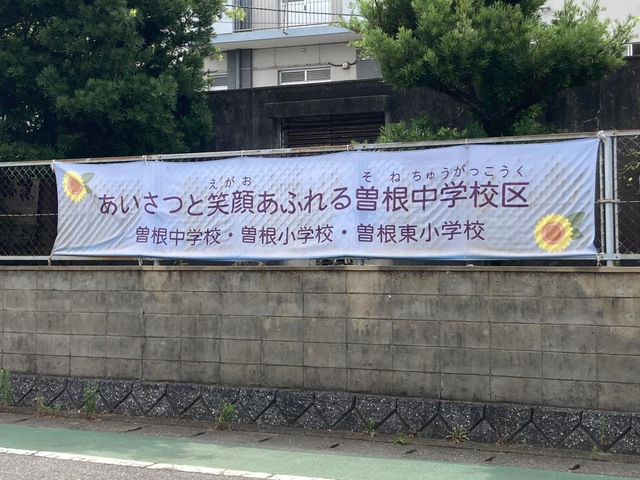 えがお そ ね ちゅうがっこうく
あいさつと笑顔あふれる曽根中学校区
曽根中学校・曽根小学校・曽根東小学校